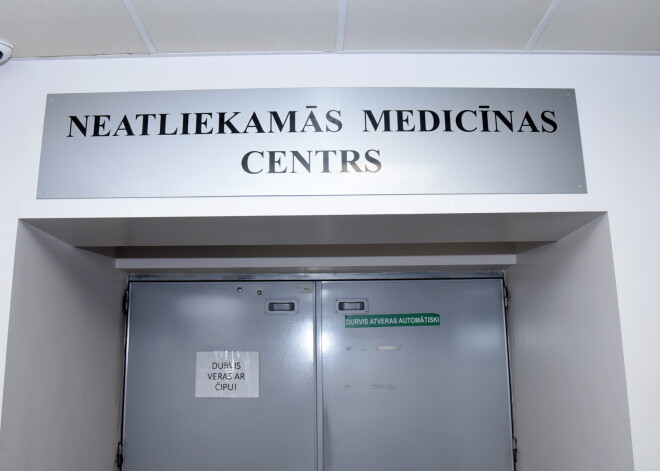 NEATLIEKAMĀS MEDICĪNAS
CENTRS
DURVIS ATVERAS AUTOMĀTISKI
DURVIS
VERAS AR
ČIPU!